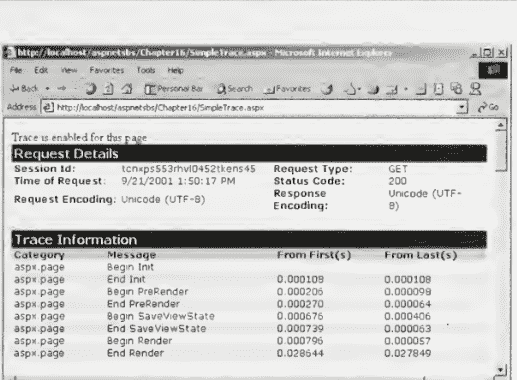 http://localhost/aspnetsbs/Chapter16/SimpleTrace.aspx - Microsoft Internet Explorer
File Edit View Favorites Tools Help
Back Personal Bar Search Favorites
Address http://localhost/aspnetsbs/Chapter16/SimpleTrace.aspx Go
Trace is enabled for this page
Request Details
Session Id: tcnxps553rhvl0452tkens45 Request Type: GET
Time of Request: 9/21/2001 1:50:17 PM Status Code: 200
Request Encoding: Unicode (UTF-8) Response Encoding: Unicode (UTF-8)
Trace Information
Category Message From First(s) From Last(s)
aspx.page Begin Init
aspx.page End Init 0.000108 0.000108
aspx.page Begin PreRender 0.000206 0.000098
aspx.page End PreRender 0.000270 0.000064
aspx.page Begin SaveViewState 0.000676 0.000406
aspx.page End SaveViewState 0.000739 0.000063
aspx.page Begin Render 0.000796 0.000057
aspx.page End Render 0.028644 0.027849